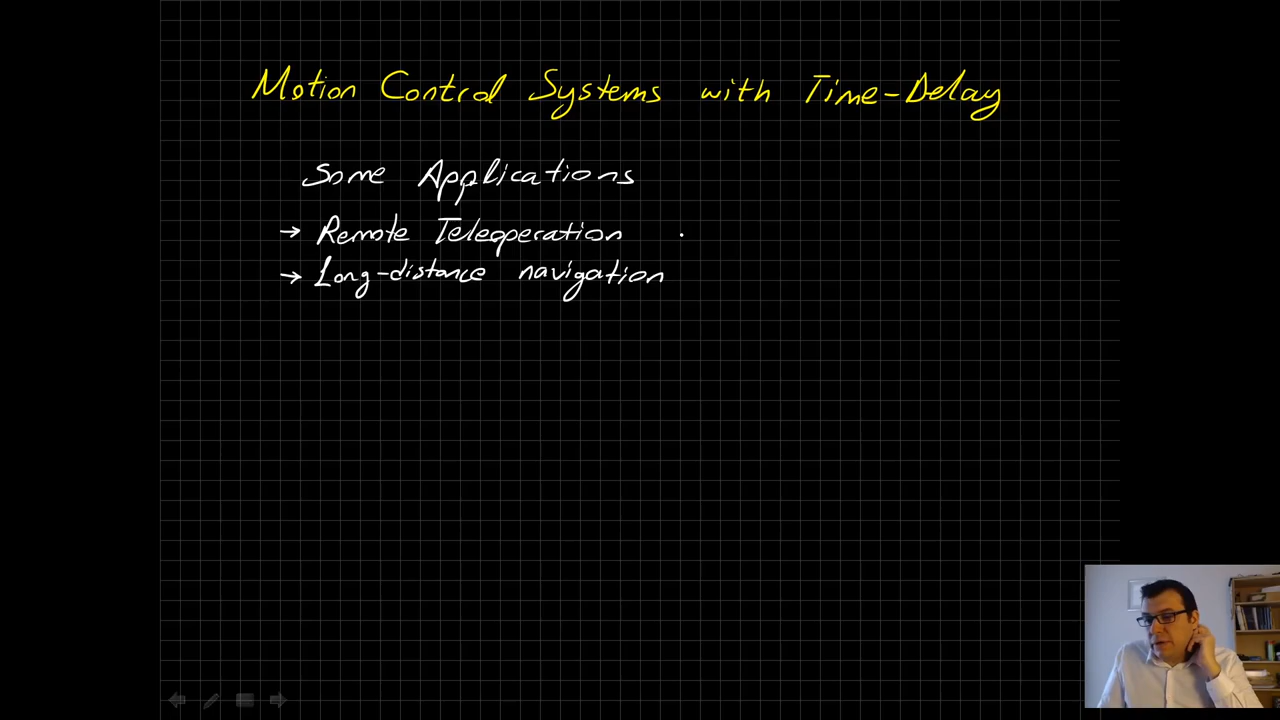 Motion Control Systems with Time-Delay
Some Applications
→ Remote Teleoperation
→ Long-distance navigation